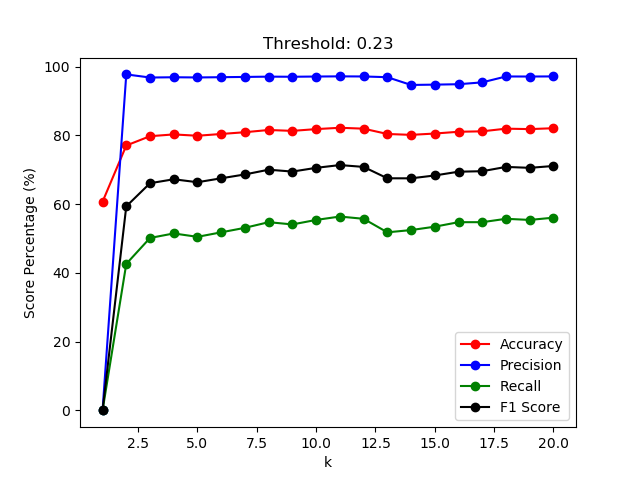 Threshold: 0.23
Score Percentage (%)
100
80
60
40
20
0
2.5 5.0 7.5 10.0 12.5 15.0 17.5 20.0
k
Accuracy
Precision
Recall
F1 Score